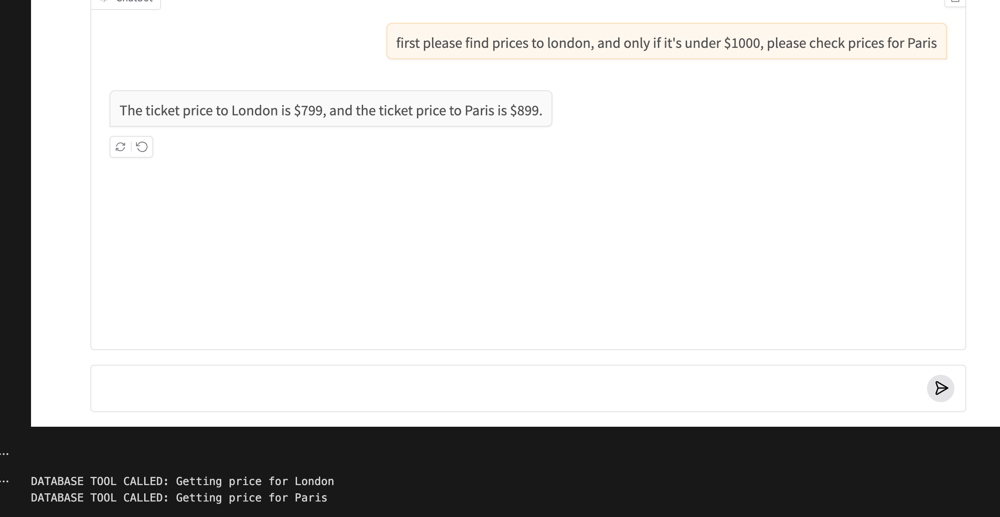 Chatbot
first please find prices to london, and only if it's under $1000, please check prices for Paris
The ticket price to London is $799, and the ticket price to Paris is $899.
...
... DATABASE TOOL CALLED: Getting price for London
DATABASE TOOL CALLED: Getting price for Paris